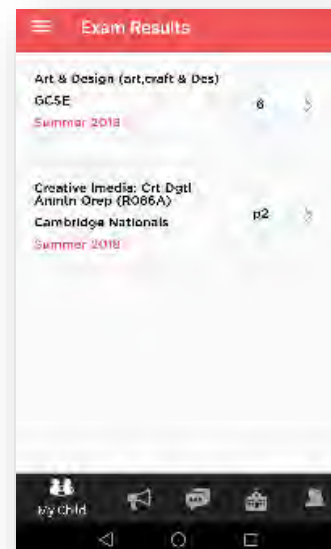 Exam Results
Art & Design (art,craft & Des)
GCSE
6
Summer 2018
Creative Imedia: Crt Dgtl
Anmtn Orep (R086A)
Cambridge Nationals
p2
Summer 2018
My Child